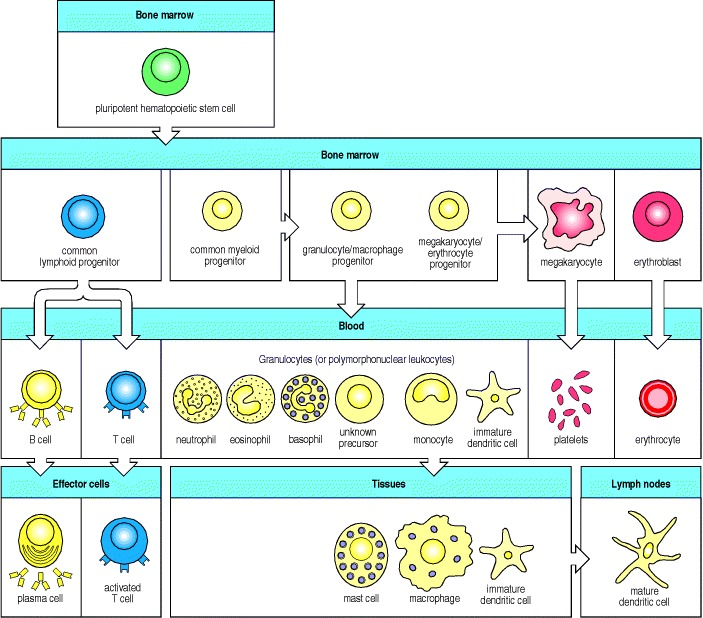 Bone marrow
pluripotent hematopoietic stem cell
Bone marrow
common
lymphoid progenitor
common myeloid
progenitor
granulocyte/macrophage
progenitor
megakaryocyte/
erythrocyte
progenitor
megakaryocyte
erythroblast
Blood
Granulocytes (or polymorphonuclear leukocytes)
B cell
T cell
neutrophil
eosinophil
basophil
unknown
precursor
monocyte
immature
dendritic cell
platelets
erythrocyte
Effector cells
Tissues
Lymph nodes
plasma cell
activated
T cell
mast cell
macrophage
immature
dendritic cell
mature
dendritic cell